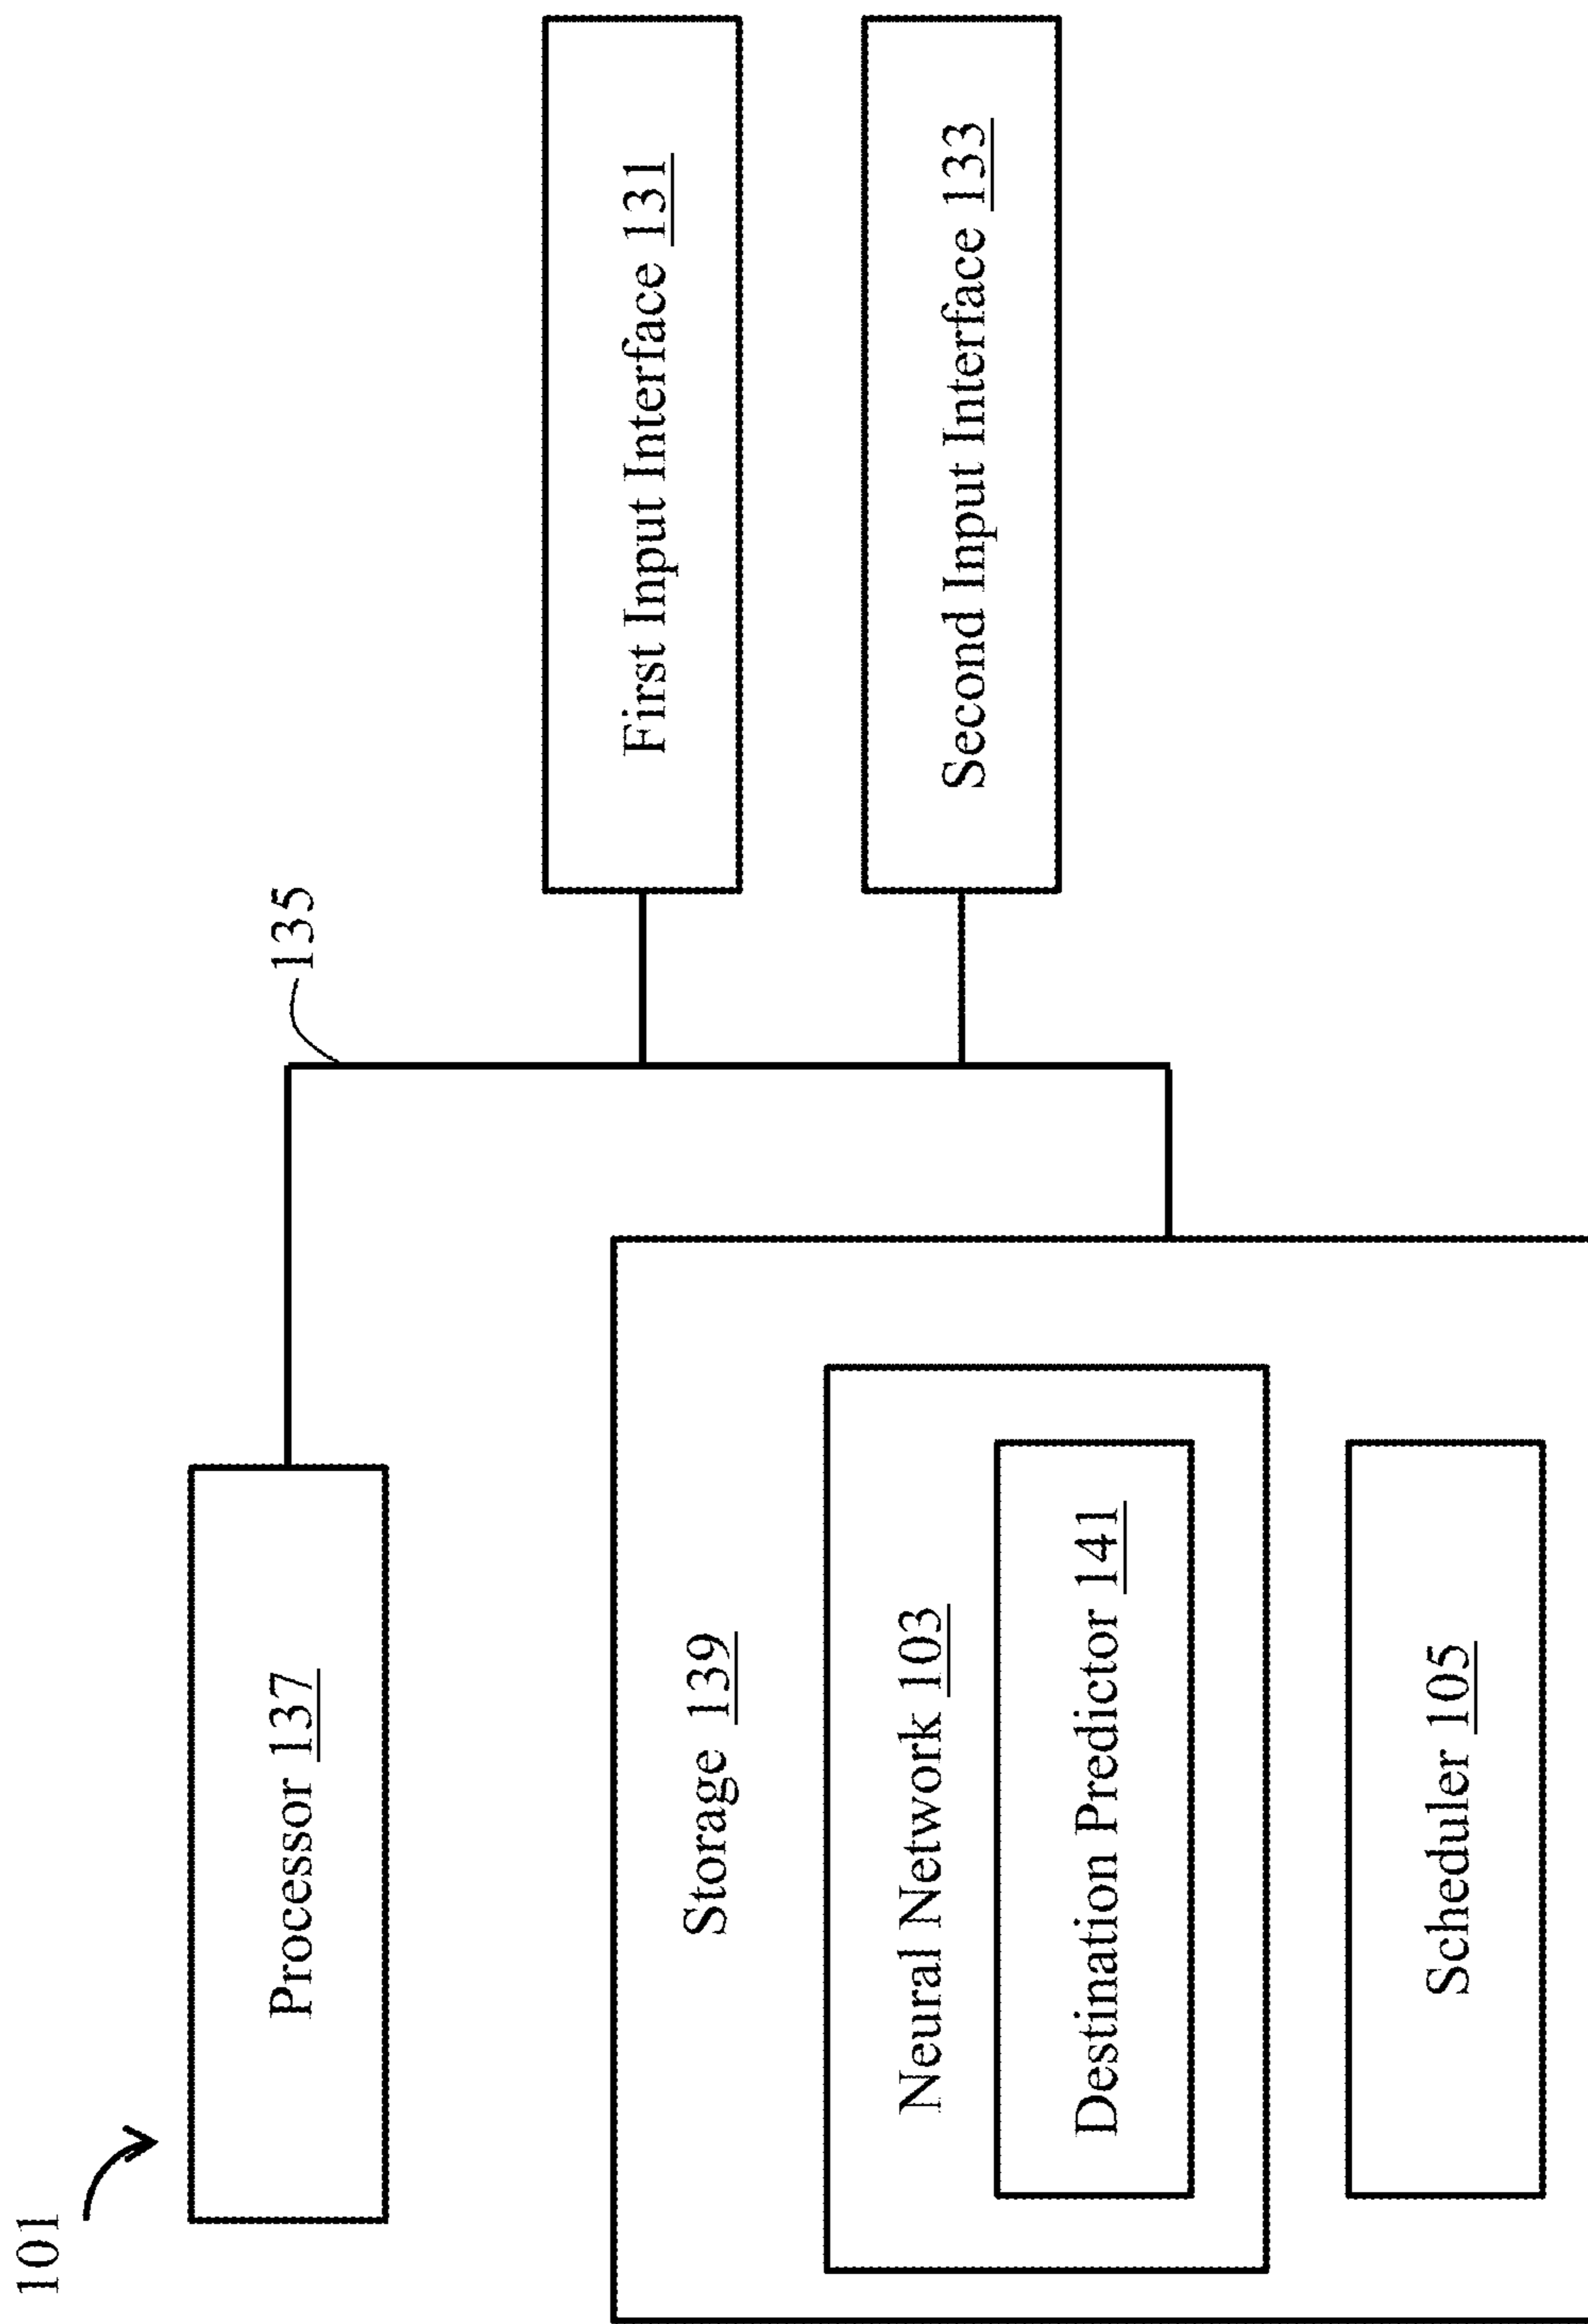 101
135
Processor 137
First Input Interface 131
Second Input Interface 133
Storage 139
Neural Network 103
Destination Predictor 141
Scheduler 105